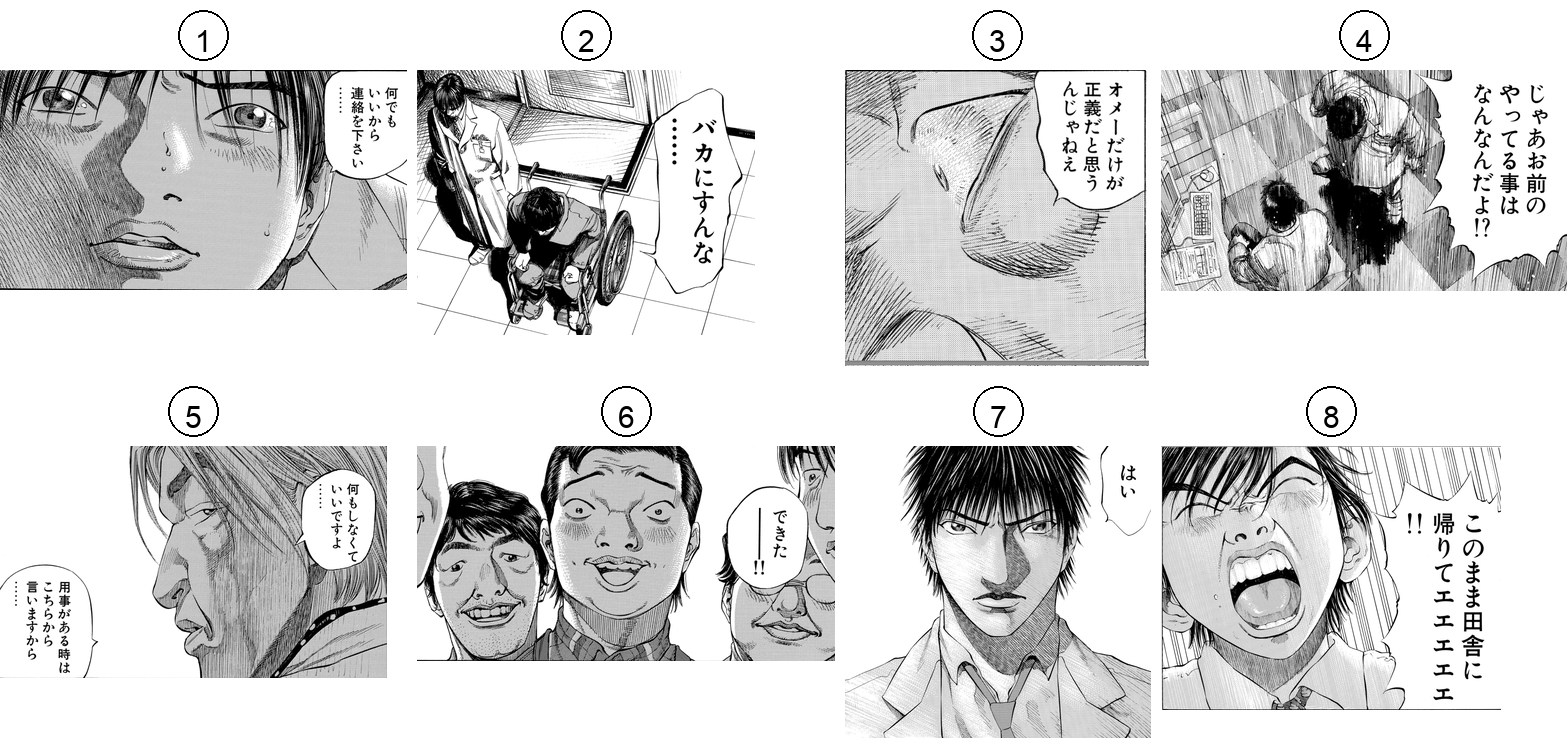 1
何でも
いいから
連絡を下さい
……
2
バカにすんな
……
3
オメーだけが
正義だと思う
んじゃねえ
4
じゃあお前の
やってる事は
なんなんだよ!?
5
何もしなくて
いいですよ
……
用事がある時は
こちらから
言いますから
……
6
できた
――!!
7
はい
8
このまま田舎に
帰りてエエエエエ
!!